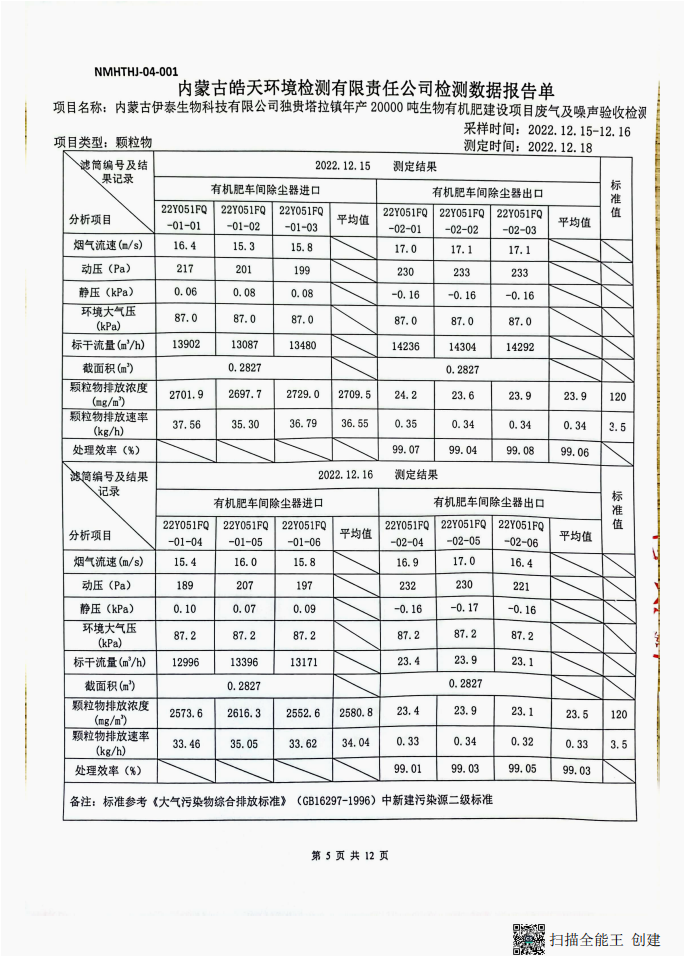 NMHTHJ-04-001
内蒙古皓天环境检测有限责任公司检测数据报告单
项目名称：内蒙古伊泰生物科技有限公司独贵塔拉镇年产 20000 吨生物有机肥建设项目废气及噪声验收检测
采样时间：2022.12.15-12.16
项目类型：颗粒物 测定时间：2022.12.18
滤筒编号及结果记录 2022.12.15 测定结果 标准值
有机肥车间除尘器进口 有机肥车间除尘器出口
分析项目 22Y051FQ-01-01 22Y051FQ-01-02 22Y051FQ-01-03 平均值 22Y051FQ-02-01 22Y051FQ-02-02 22Y051FQ-02-03 平均值
烟气流速(m/s) 16.4 15.3 15.8 17.0 17.1 17.1
动压（Pa） 217 201 199 230 233 233
静压（kPa） 0.06 0.08 0.08 -0.16 -0.16 -0.16
环境大气压(kPa) 87.0 87.0 87.0 87.0 87.0 87.0
标干流量(m³/h) 13902 13087 13480 14236 14304 14292
截面积(㎡) 0.2827 0.2827
颗粒物排放浓度(mg/m³) 2701.9 2697.7 2729.0 2709.5 24.2 23.6 23.9 23.9 120
颗粒物排放速率(kg/h) 37.56 35.30 36.79 36.55 0.35 0.34 0.34 0.34 3.5
处理效率（%） 99.07 99.04 99.08 99.06
滤筒编号及结果记录 2022.12.16 测定结果 标准值
有机肥车间除尘器进口 有机肥车间除尘器出口
分析项目 22Y051FQ-01-04 22Y051FQ-01-05 22Y051FQ-01-06 平均值 22Y051FQ-02-04 22Y051FQ-02-05 22Y051FQ-02-06 平均值
烟气流速(m/s) 15.4 16.0 15.8 16.9 17.0 16.4
动压（Pa） 189 207 197 232 230 221
静压（kPa） 0.10 0.07 0.09 -0.16 -0.17 -0.16
环境大气压(kPa) 87.2 87.2 87.2 87.2 87.2 87.2
标干流量(m³/h) 12996 13396 13171 23.4 23.9 23.1
截面积(㎡) 0.2827 0.2827
颗粒物排放浓度(mg/m³) 2573.6 2616.3 2552.6 2580.8 23.4 23.9 23.1 23.5 120
颗粒物排放速率(kg/h) 33.46 35.05 33.62 34.04 0.33 0.34 0.32 0.33 3.5
处理效率（%） 99.01 99.03 99.05 99.03
备注：标准参考《大气污染物综合排放标准》（GB16297-1996）中新建污染源二级标准
第 5 页 共 12 页
扫描全能王 创建